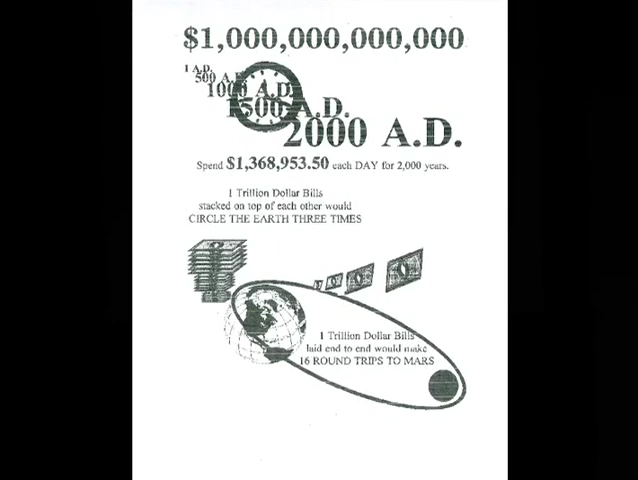 $1,000,000,000,000
1 A.D.
500 A.D.
1000 A.D.
1500 A.D.
2000 A.D.
Spend $1,368,953.50 each DAY for 2,000 years.
1 Trillion Dollar Bills
stacked on top of each other would
CIRCLE THE EARTH THREE TIMES
1 Trillion Dollar Bills
laid end to end would make
16 ROUND TRIPS TO MARS